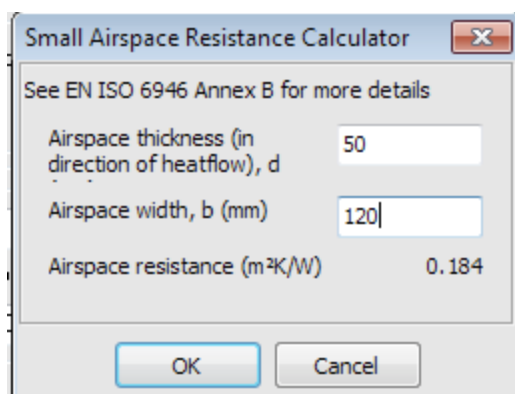 Small Airspace Resistance Calculator
See EN ISO 6946 Annex B for more details
Airspace thickness (in
direction of heatflow), d
50
Airspace width, b (mm)
120
Airspace resistance (m²K/W)
0.184
OK
Cancel